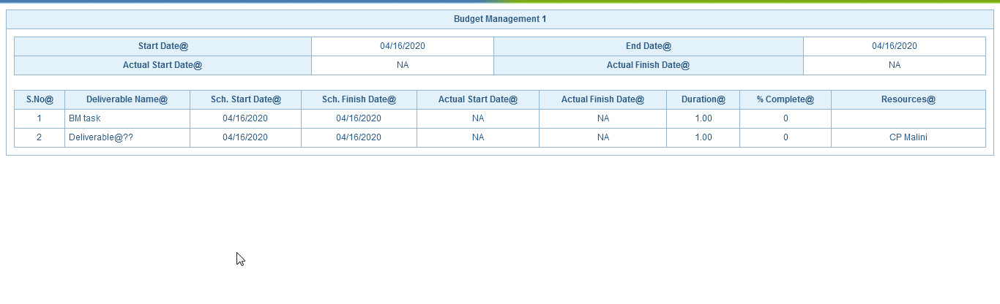 Budget Management 1
Start Date@ 04/16/2020 End Date@ 04/16/2020
Actual Start Date@ NA Actual Finish Date@ NA
S.No@ Deliverable Name@ Sch. Start Date@ Sch. Finish Date@ Actual Start Date@ Actual Finish Date@ Duration@ % Complete@ Resources@
1 BM task 04/16/2020 04/16/2020 NA NA 1.00 0
2 Deliverable@?? 04/16/2020 04/16/2020 NA NA 1.00 0 CP Malini